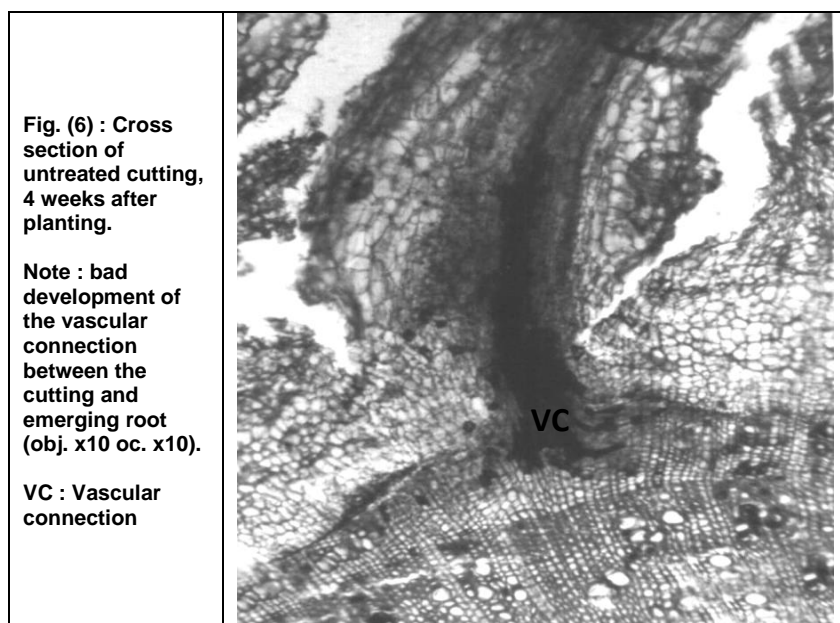 Fig. (6) : Cross
section of
untreated cutting,
4 weeks after
planting.
Note : bad
development of
the vascular
connection
between the
cutting and
emerging root
(obj. x10 oc. x10).
VC : Vascular
connection
VC